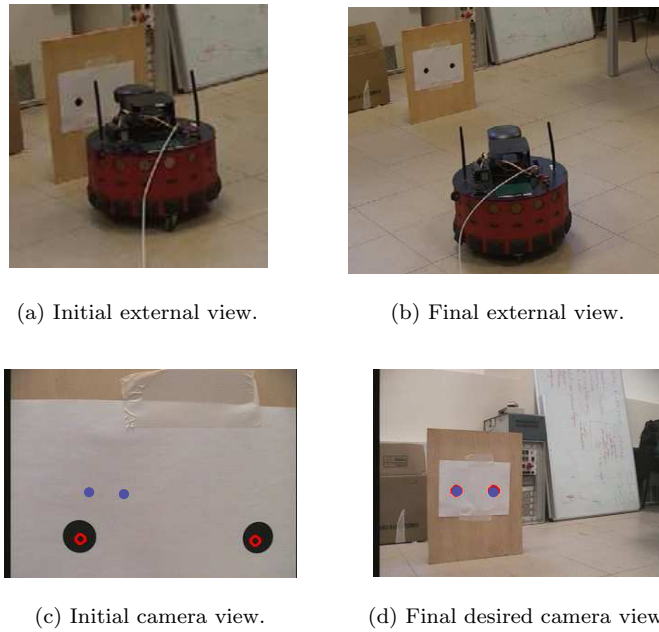 (a) Initial external view.
(b) Final external view.
(c) Initial camera view.
(d) Final desired camera view